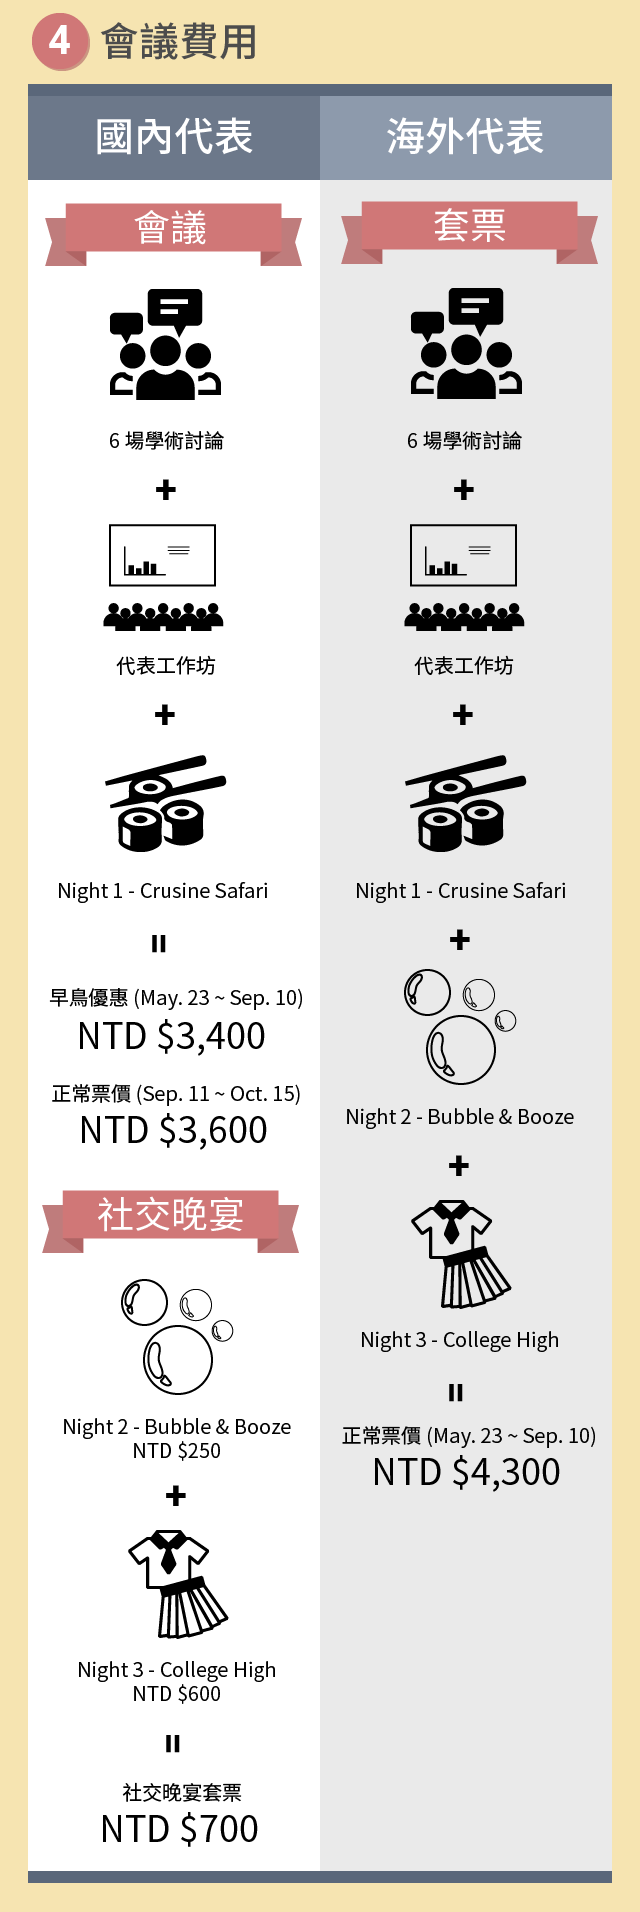 4 會議費用
國內代表
會議
6 場學術討論
+
代表工作坊
+
Night 1 - Crusine Safari
=
早鳥優惠 (May. 23 ~ Sep. 10)
NTD $3,400
正常票價 (Sep. 11 ~ Oct. 15)
NTD $3,600
社交晚宴
Night 2 - Bubble & Booze
NTD $250
+
Night 3 - College High
NTD $600
=
社交晚宴套票
NTD $700
海外代表
套票
6 場學術討論
+
代表工作坊
+
Night 1 - Crusine Safari
+
Night 2 - Bubble & Booze
+
Night 3 - College High
=
正常票價 (May. 23 ~ Sep. 10)
NTD $4,300